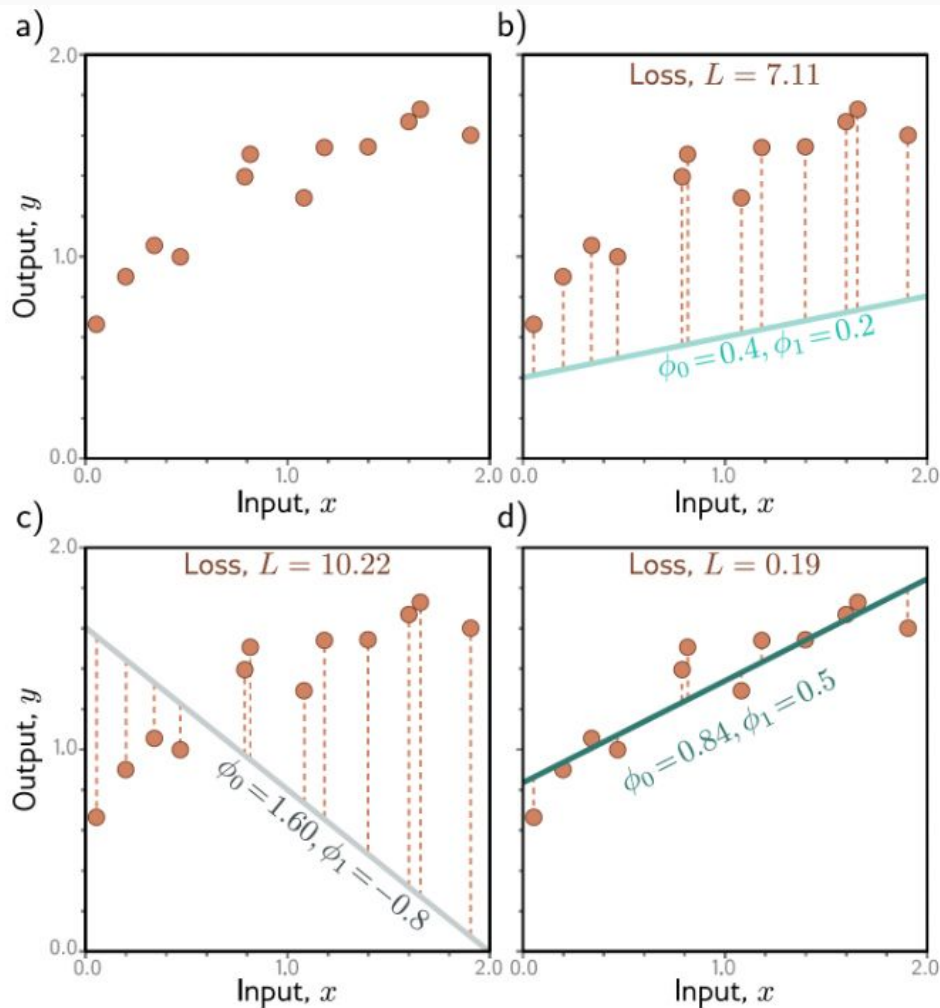 a)
2.0
1.0
0.0
Output, y
0.0 1.0 2.0
Input, x
b)
Loss, L = 7.11
ϕ₀ = 0.4, ϕ₁ = 0.2
0.0 1.0 2.0
Input, x
c)
2.0
1.0
0.0
Output, y
Loss, L = 10.22
ϕ₀ = 1.60, ϕ₁ = −0.8
0.0 1.0 2.0
Input, x
d)
Loss, L = 0.19
ϕ₀ = 0.84, ϕ₁ = 0.5
0.0 1.0 2.0
Input, x